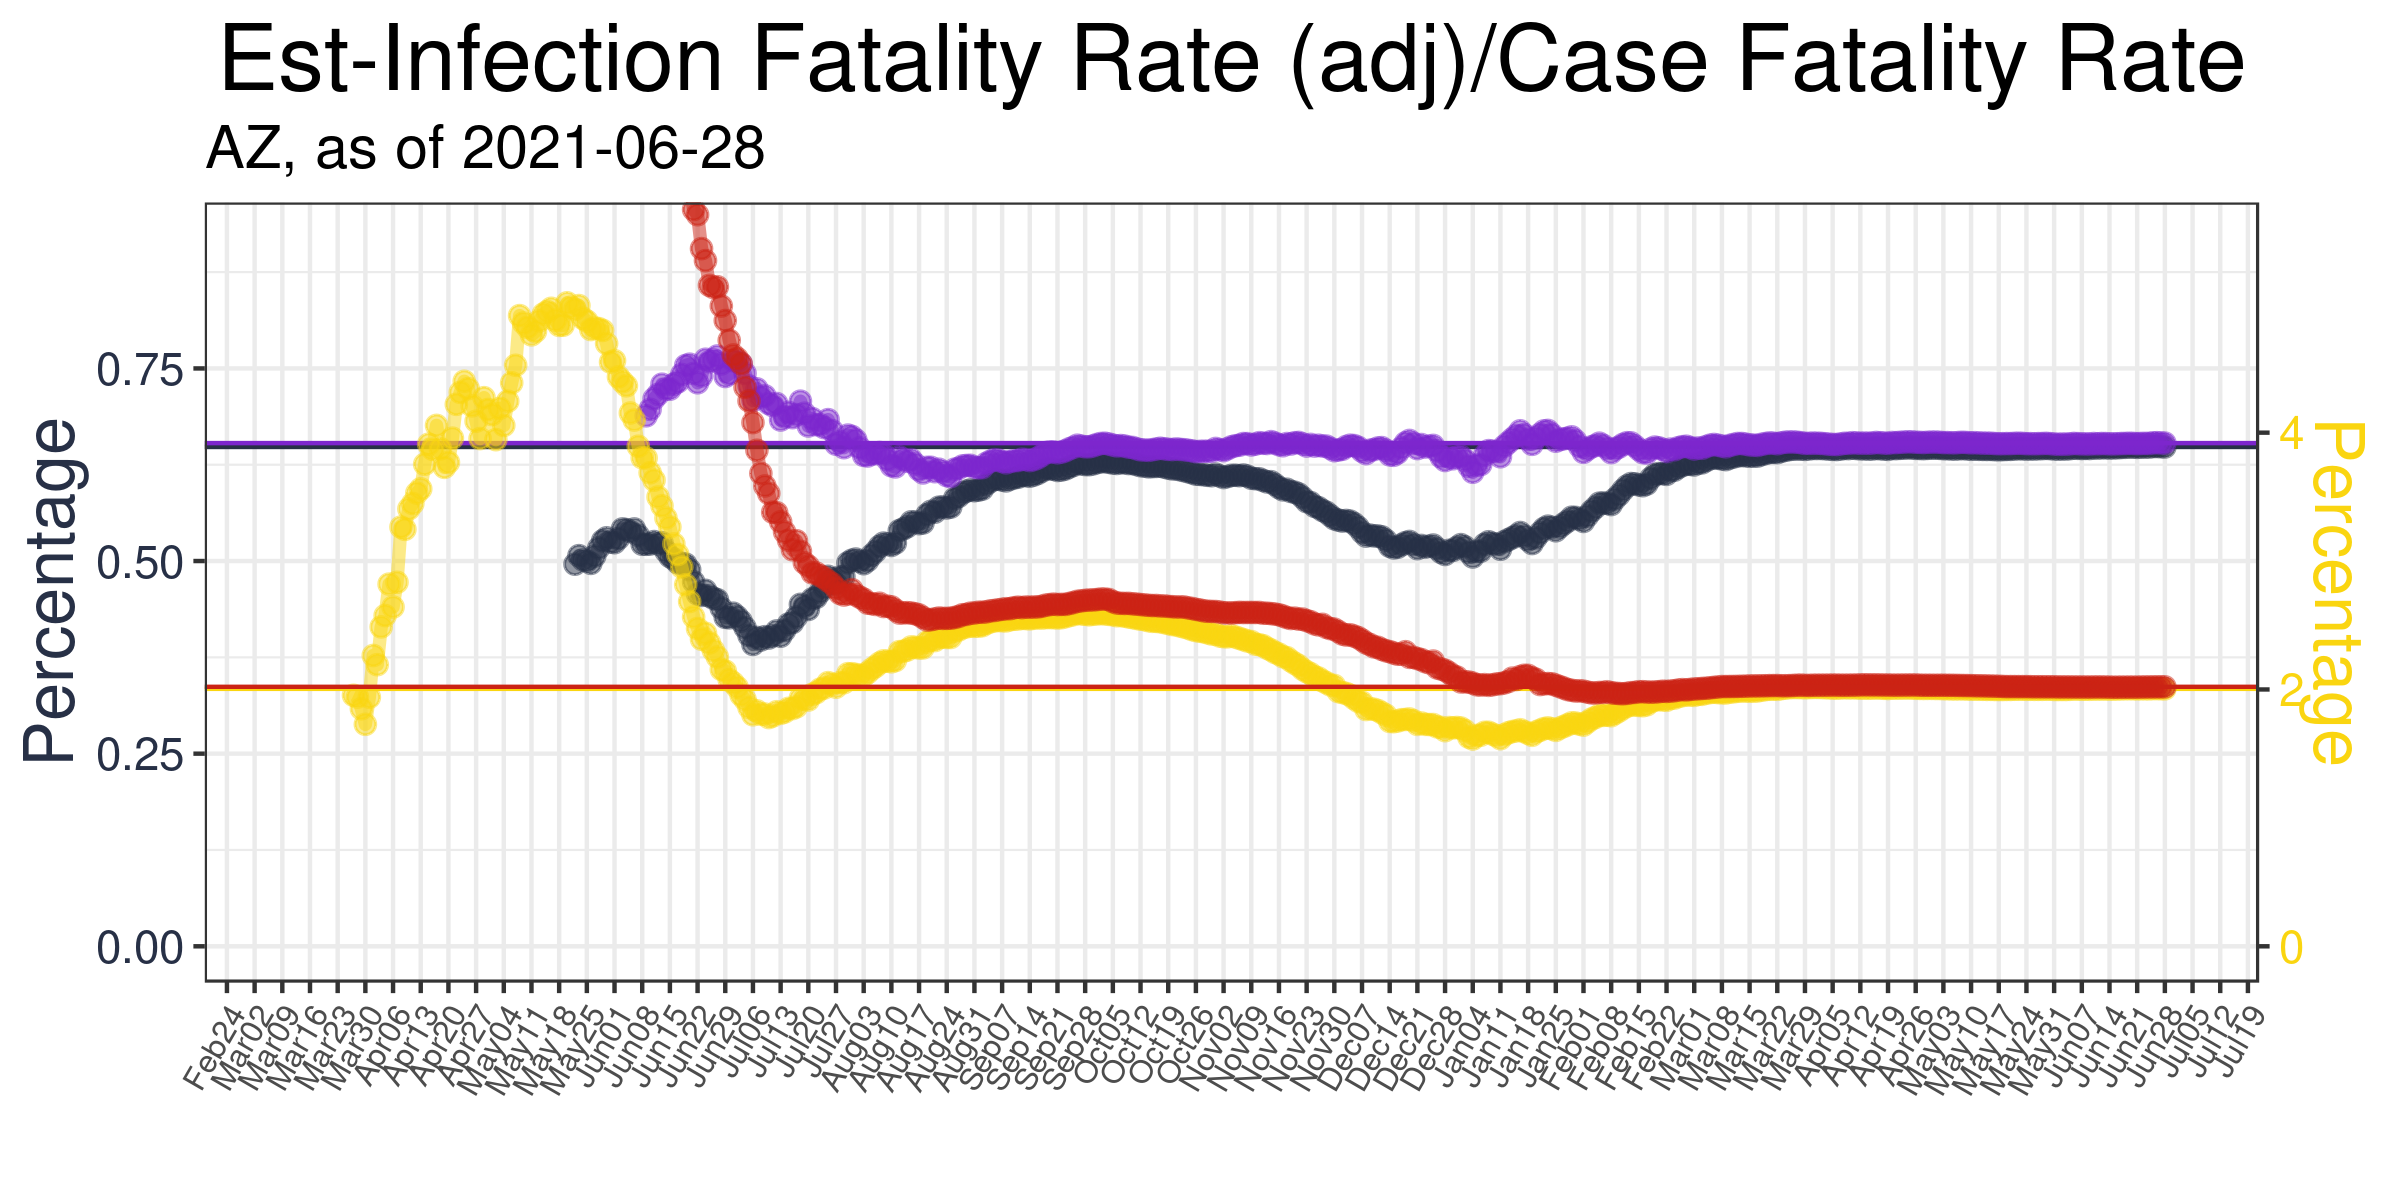 Est-Infection Fatality Rate (adj)/Case Fatality Rate
AZ, as of 2021-06-28
Percentage
0.75
0.50
0.25
0.00
4
2
0
Percentage
Feb24
Mar02
Mar09
Mar16
Mar23
Mar30
Apr06
Apr13
Apr20
Apr27
May04
May11
May18
May25
Jun01
Jun08
Jun15
Jun22
Jun29
Jul06
Jul13
Jul20
Jul27
Aug03
Aug10
Aug17
Aug24
Aug31
Sep07
Sep14
Sep21
Sep28
Oct05
Oct12
Oct19
Oct26
Nov02
Nov09
Nov16
Nov23
Nov30
Dec07
Dec14
Dec21
Dec28
Jan04
Jan11
Jan18
Jan25
Feb01
Feb08
Feb15
Feb22
Mar01
Mar08
Mar15
Mar22
Mar29
Apr05
Apr12
Apr19
Apr26
May03
May10
May17
May24
May31
Jun07
Jun14
Jun21
Jun28
Jul05
Jul12
Jul19